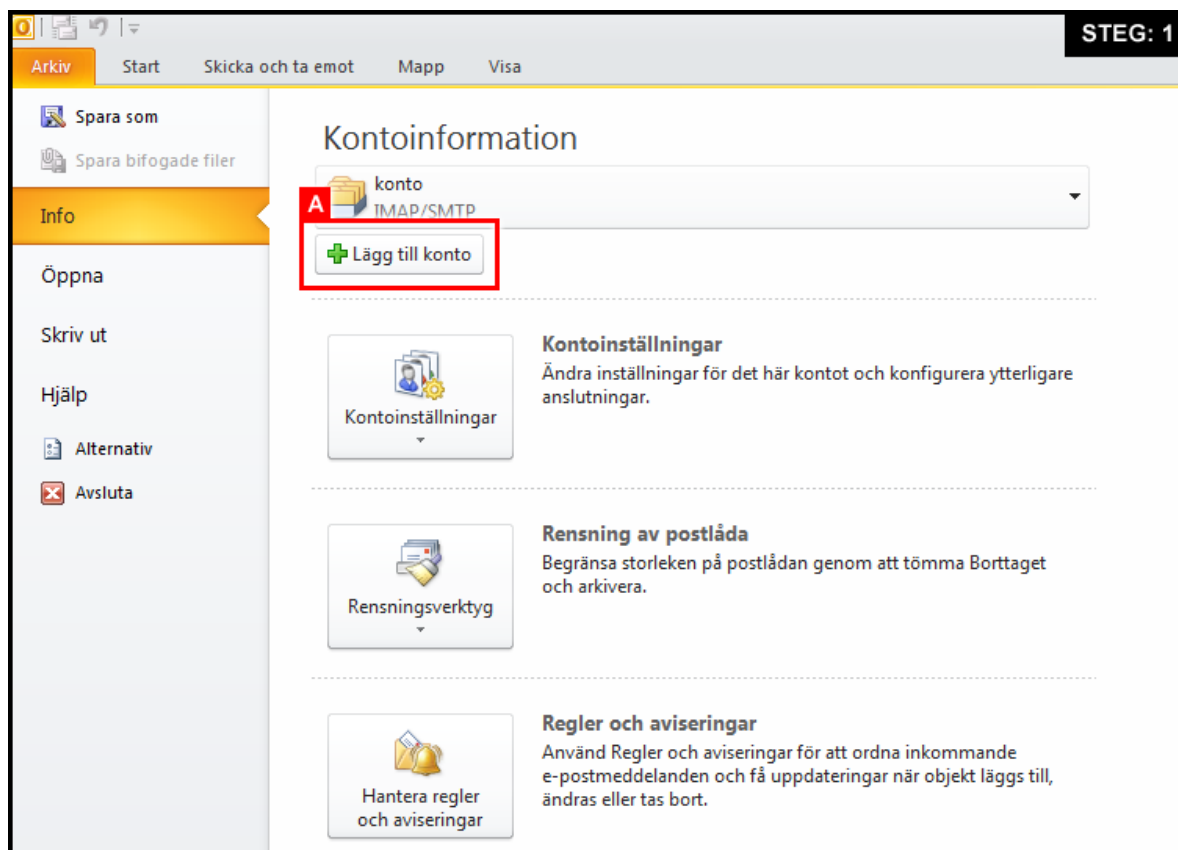 STEG: 1
Arkiv Start Skicka och ta emot Mapp Visa
Spara som
Spara bifogade filer
Info
Öppna
Skriv ut
Hjälp
Alternativ
Avsluta
Kontoinformation
konto
IMAP/SMTP
A
Lägg till konto
Kontoinställningar
Kontoinställningar
Ändra inställningar för det här kontot och konfigurera ytterligare
anslutningar.
Rensningsverktyg
Rensning av postlåda
Begränsa storleken på postlådan genom att tömma Borttaget
och arkivera.
Hantera regler
och aviseringar
Regler och aviseringar
Använd Regler och aviseringar för att ordna inkommande
e-postmeddelanden och få uppdateringar när objekt läggs till,
ändras eller tas bort.